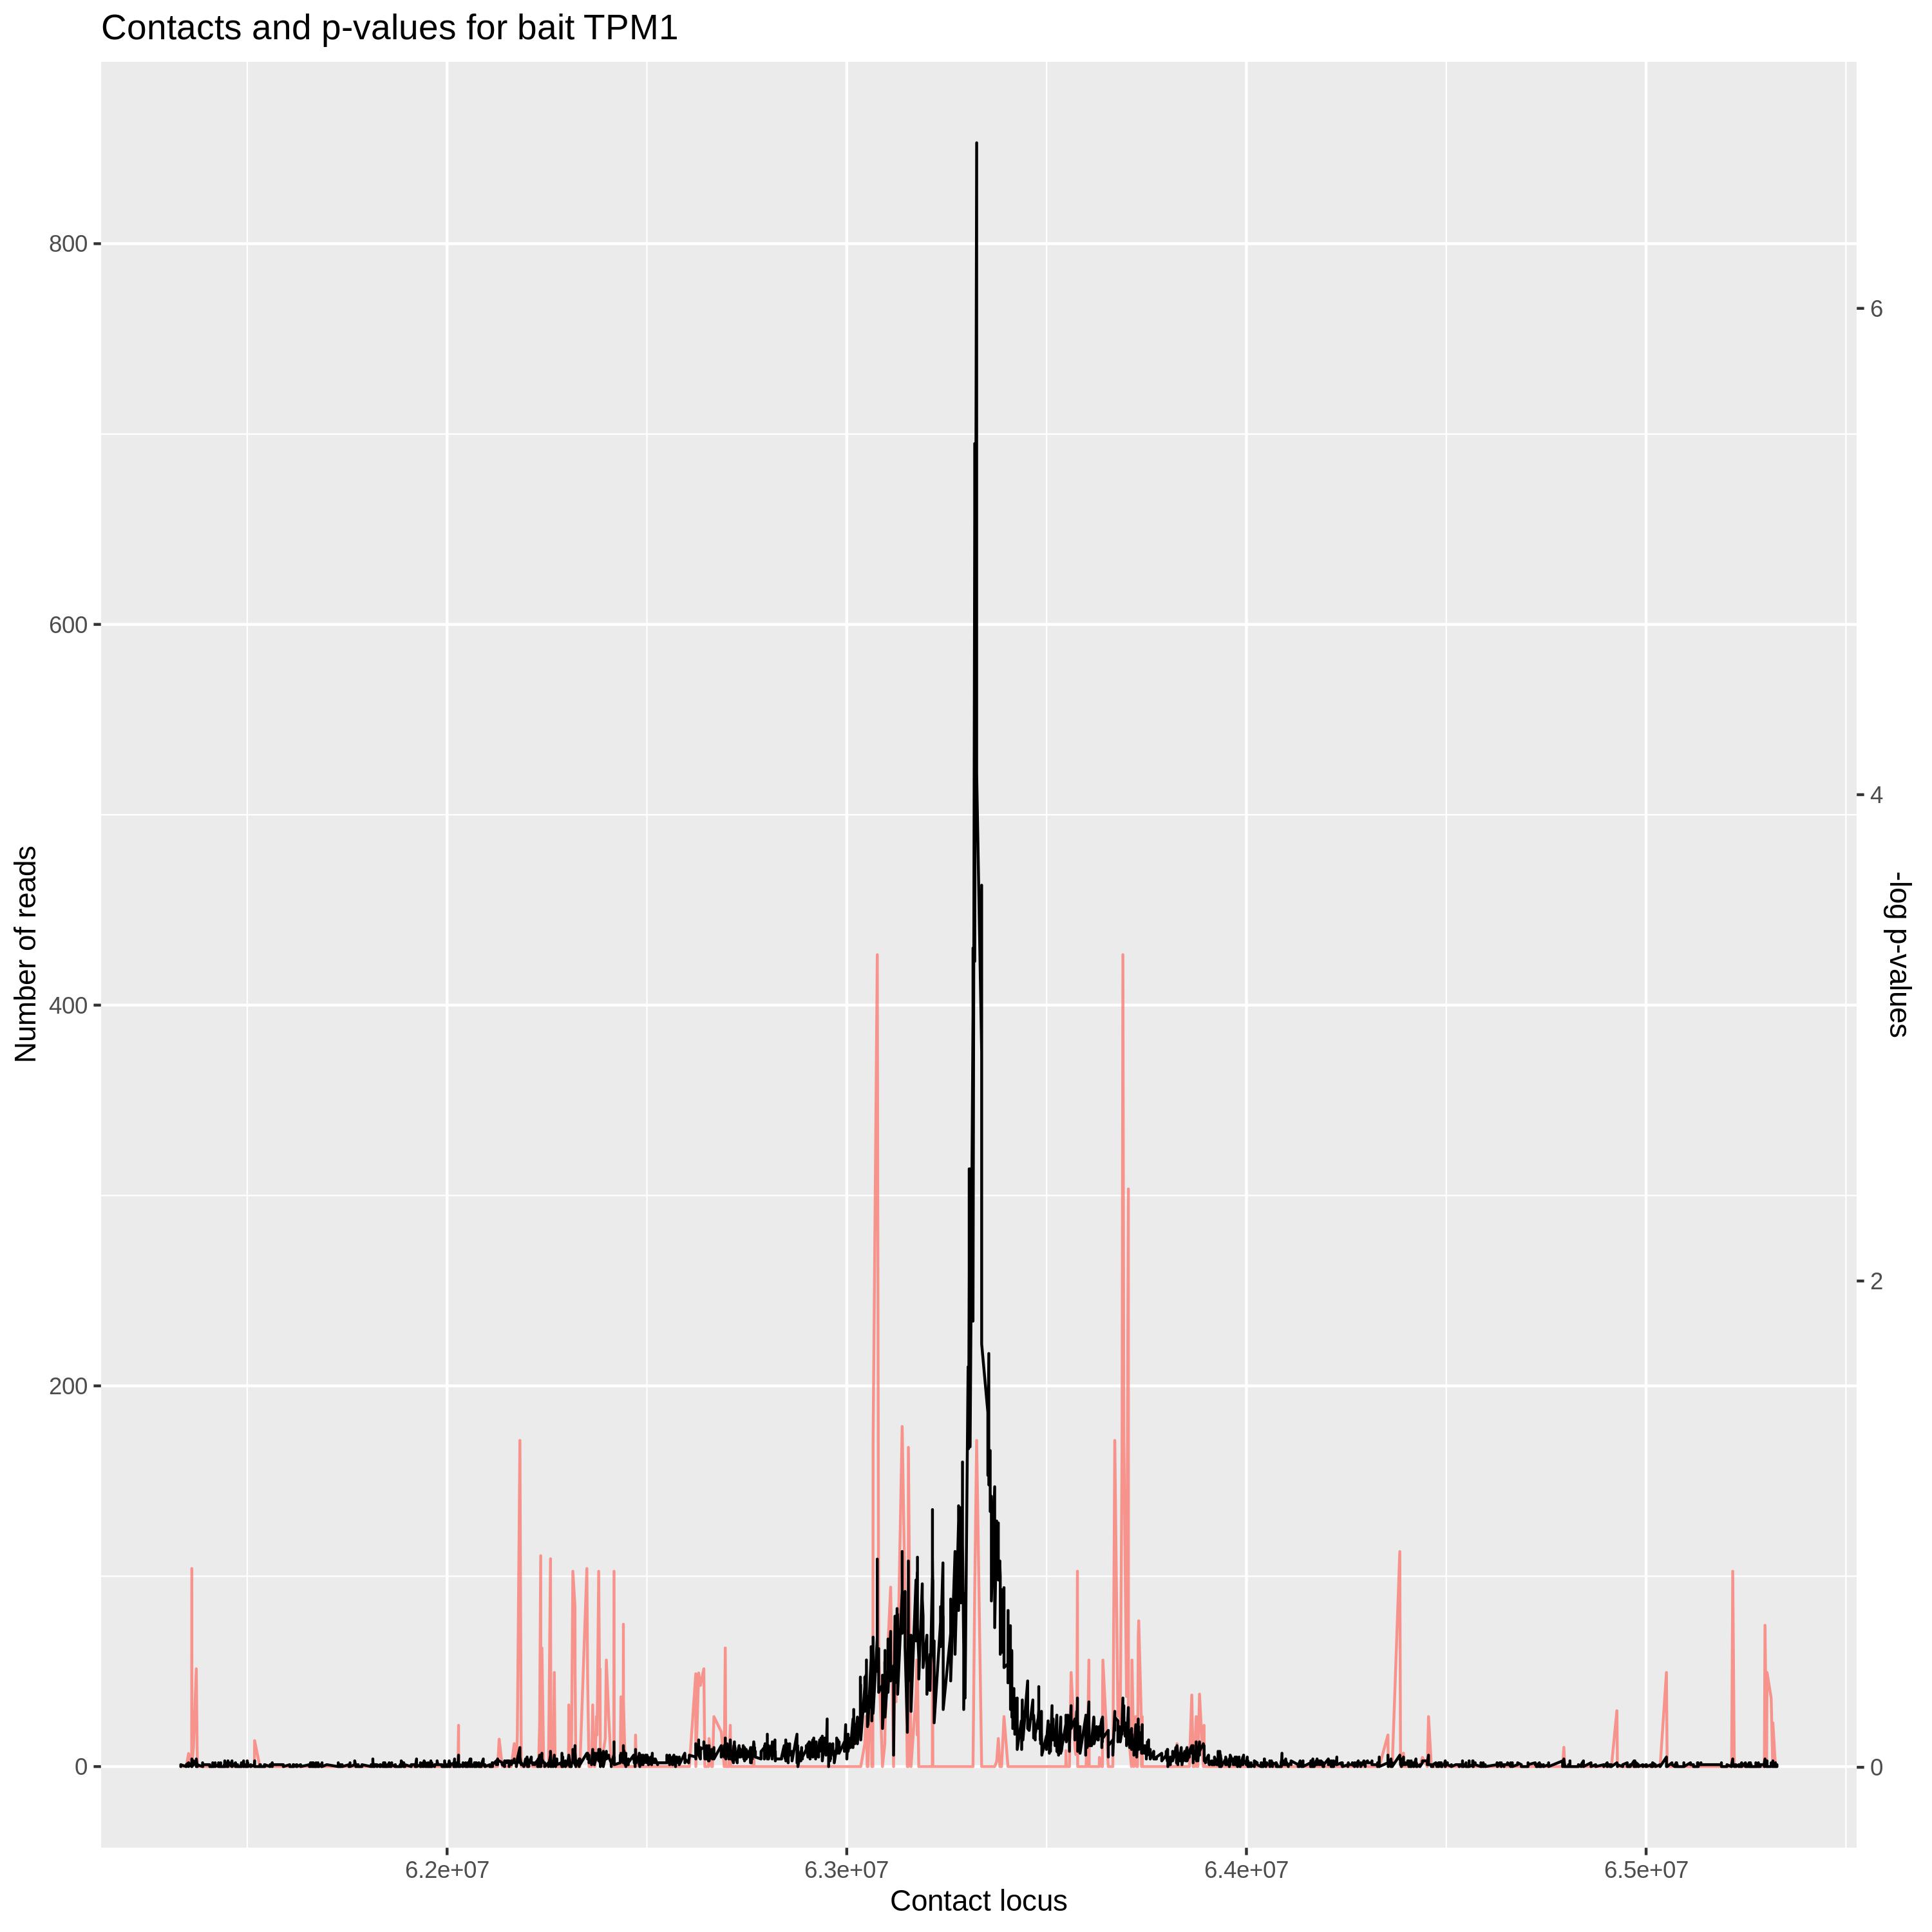 Contacts and p-values for bait TPM1
800
600
400
200
0
6
4
2
0
Number of reads
-log p-values
6.2e+07
6.3e+07
6.4e+07
6.5e+07
Contact locus